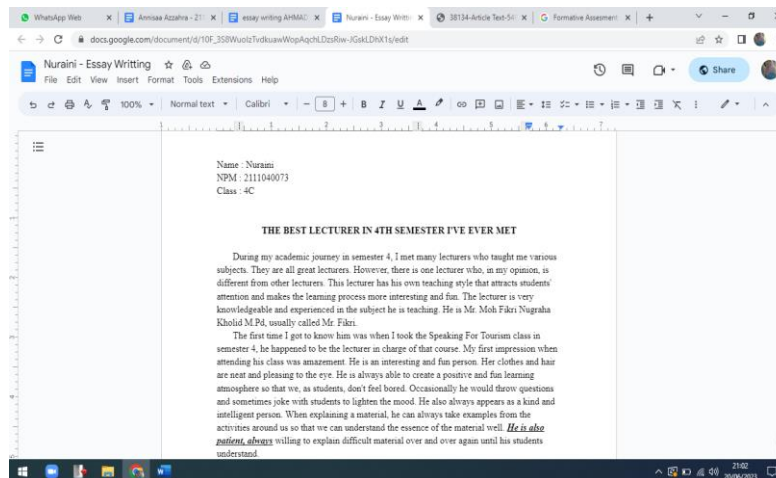 WhatsApp Web
Annisaa Azzahra - 211
essay writing AHMAD
Nuraini - Essay Writti
38134-Article Text-54
Formative Assesment
docs.google.com/document/d/10F_3S8WuolzTvdkuawWopAqchLDzsRiw-JGskLDhX1s/edit
Nuraini - Essay Writting
File Edit View Insert Format Tools Extensions Help
Share
100% Normal text Calibri 8 B I U A
Name : Nuraini
NPM : 2111040073
Class : 4C
THE BEST LECTURER IN 4TH SEMESTER I'VE EVER MET
During my academic journey in semester 4, I met many lecturers who taught me various
subjects. They are all great lecturers. However, there is one lecturer who, in my opinion, is
different from other lecturers. This lecturer has his own teaching style that attracts students'
attention and makes the learning process more interesting and fun. The lecturer is very
knowledgeable and experienced in the subject he is teaching. He is Mr. Moh Fikri Nugraha
Kholid M.Pd, usually called Mr. Fikri.
The first time I got to know him was when I took the Speaking For Tourism class in
semester 4, he happened to be the lecturer in charge of that course. My first impression when
attending his class was amazement. He is an interesting and fun person. Her clothes and hair
are neat and pleasing to the eye. He is always able to create a positive and fun learning
atmosphere so that we, as students, don't feel bored. Occasionally he would throw questions
and sometimes joke with students to lighten the mood. He also always appears as a kind and
intelligent person. When explaining a material, he can always take examples from the
activities around us so that we can understand the essence of the material well. He is also
patient, always willing to explain difficult material over and over again until his students
understand.
21:02
20/06/2023